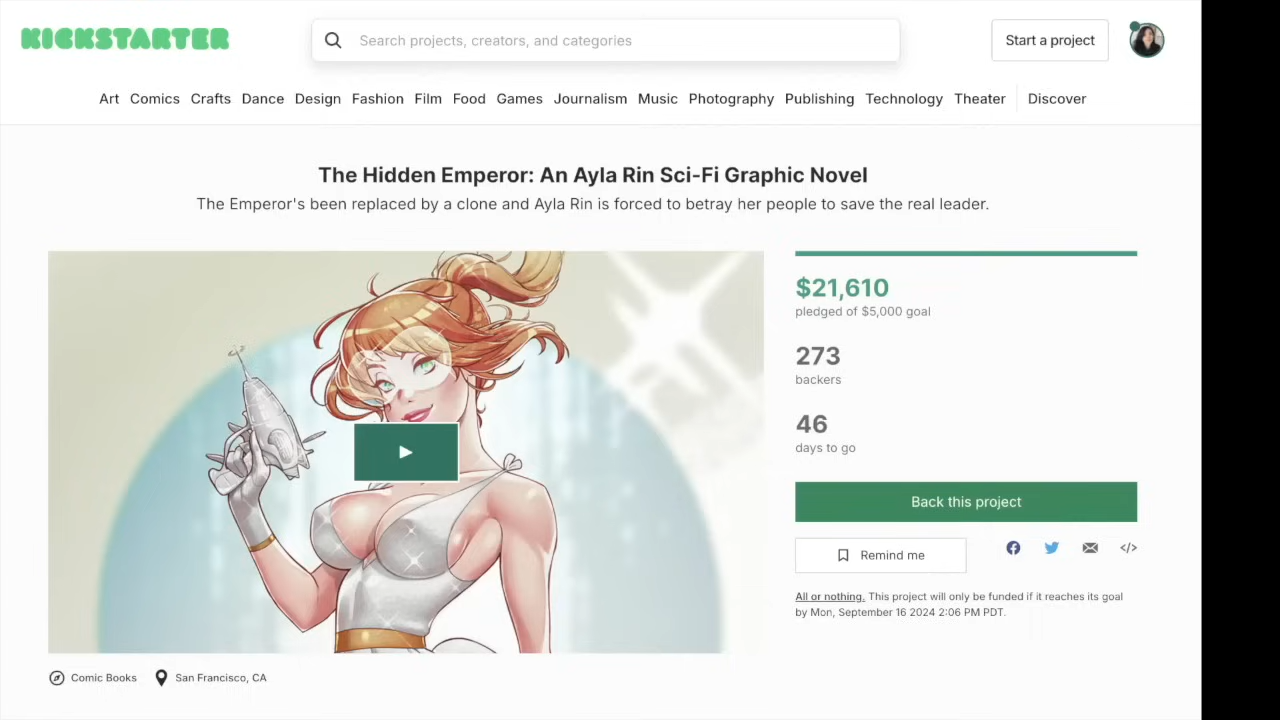 KICKSTARTER
Search projects, creators, and categories
Start a project
Art Comics Crafts Dance Design Fashion Film Food Games Journalism Music Photography Publishing Technology Theater Discover
The Hidden Emperor: An Ayla Rin Sci-Fi Graphic Novel
The Emperor's been replaced by a clone and Ayla Rin is forced to betray her people to save the real leader.
$21,610
pledged of $5,000 goal
273
backers
46
days to go
Back this project
Remind me
All or nothing. This project will only be funded if it reaches its goal
by Mon, September 16 2024 2:06 PM PDT.
Comic Books San Francisco, CA